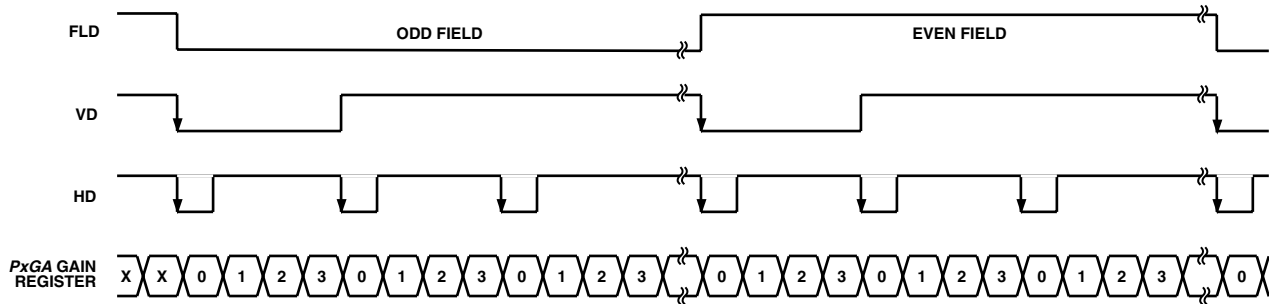 FLD
ODD FIELD
EVEN FIELD
VD
HD
PxGA GAIN
REGISTER
X X 0 1 2 3 0 1 2 3 0 1 2 3 0 1 2 3 0 1 2 3 0 1 2 3 0